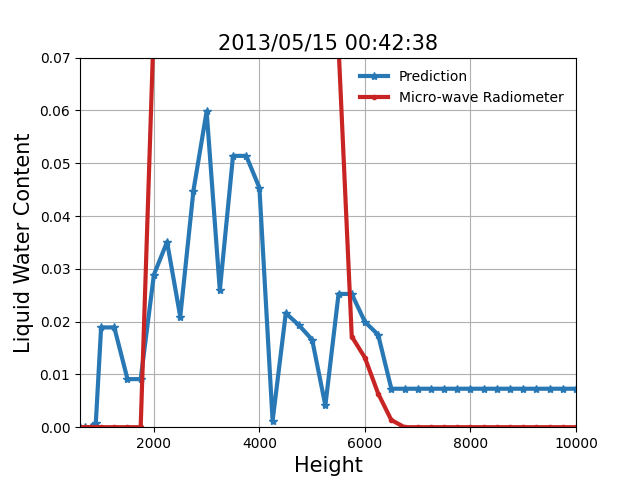 2013/05/15 00:42:38
Prediction
Micro-wave Radiometer
Liquid Water Content
0.07
0.06
0.05
0.04
0.03
0.02
0.01
0.00
2000 4000 6000 8000 10000
Height